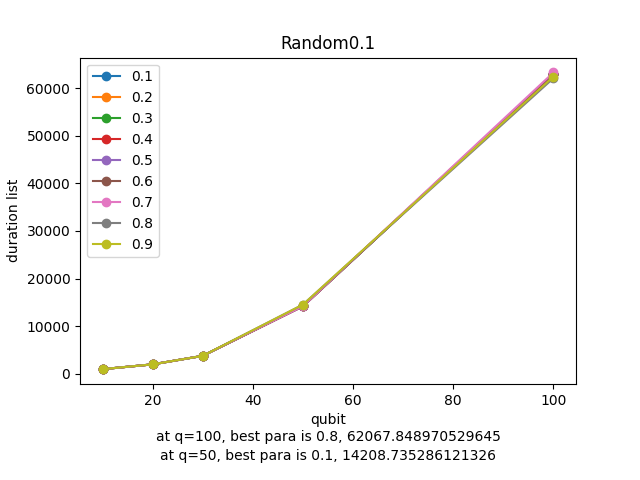 Random0.1
60000
50000
40000
30000
20000
10000
0
duration list
0.1
0.2
0.3
0.4
0.5
0.6
0.7
0.8
0.9
20 40 60 80 100
qubit
at q=100, best para is 0.8, 62067.848970529645
at q=50, best para is 0.1, 14208.735286121326